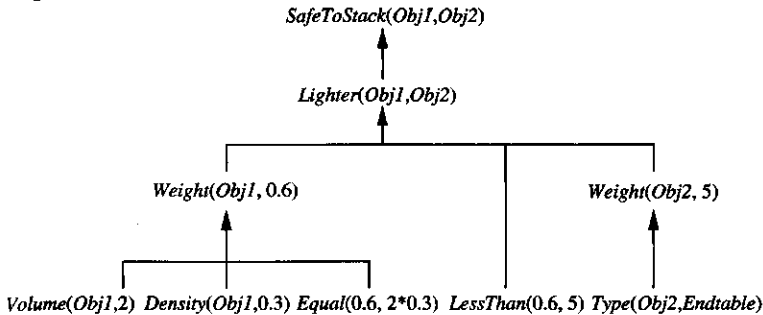 SafeToStack(Obj1,Obj2)
Lighter(Obj1,Obj2)
Weight(Obj1, 0.6) Weight(Obj2, 5)
Volume(Obj1,2) Density(Obj1,0.3) Equal(0.6, 2*0.3) LessThan(0.6, 5) Type(Obj2,Endtable)